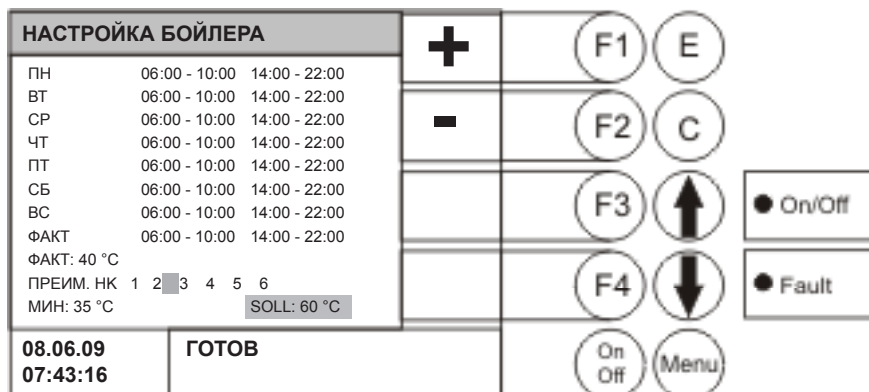 НАСТРОЙКА БОЙЛЕРА
ПН 06:00 - 10:00 14:00 - 22:00
ВТ 06:00 - 10:00 14:00 - 22:00
СР 06:00 - 10:00 14:00 - 22:00
ЧТ 06:00 - 10:00 14:00 - 22:00
ПТ 06:00 - 10:00 14:00 - 22:00
СБ 06:00 - 10:00 14:00 - 22:00
ВС 06:00 - 10:00 14:00 - 22:00
ФАКТ 06:00 - 10:00 14:00 - 22:00
ФАКТ: 40 °C
ПРЕИМ. НК 1 2 3 4 5 6
МИН: 35 °C SOLL: 60 °C
08.06.09 ГОТОВ
07:43:16
+
-
F1 E
F2 C
F3
F4
On/Off
Fault
On
Off
Menu